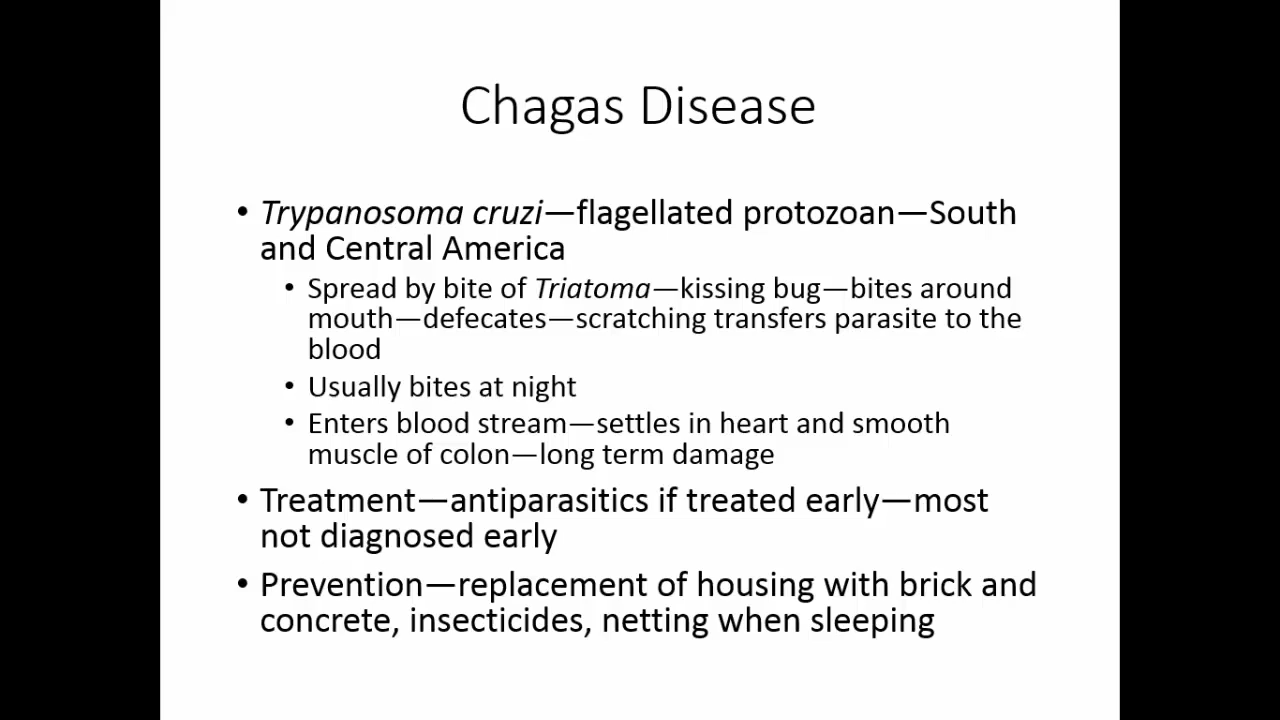 Chagas Disease
• Trypanosoma cruzi—flagellated protozoan—South
and Central America
• Spread by bite of Triatoma—kissing bug—bites around
mouth—defecates—scratching transfers parasite to the
blood
• Usually bites at night
• Enters blood stream—settles in heart and smooth
muscle of colon—long term damage
• Treatment—antiparasitics if treated early—most
not diagnosed early
• Prevention—replacement of housing with brick and
concrete, insecticides, netting when sleeping